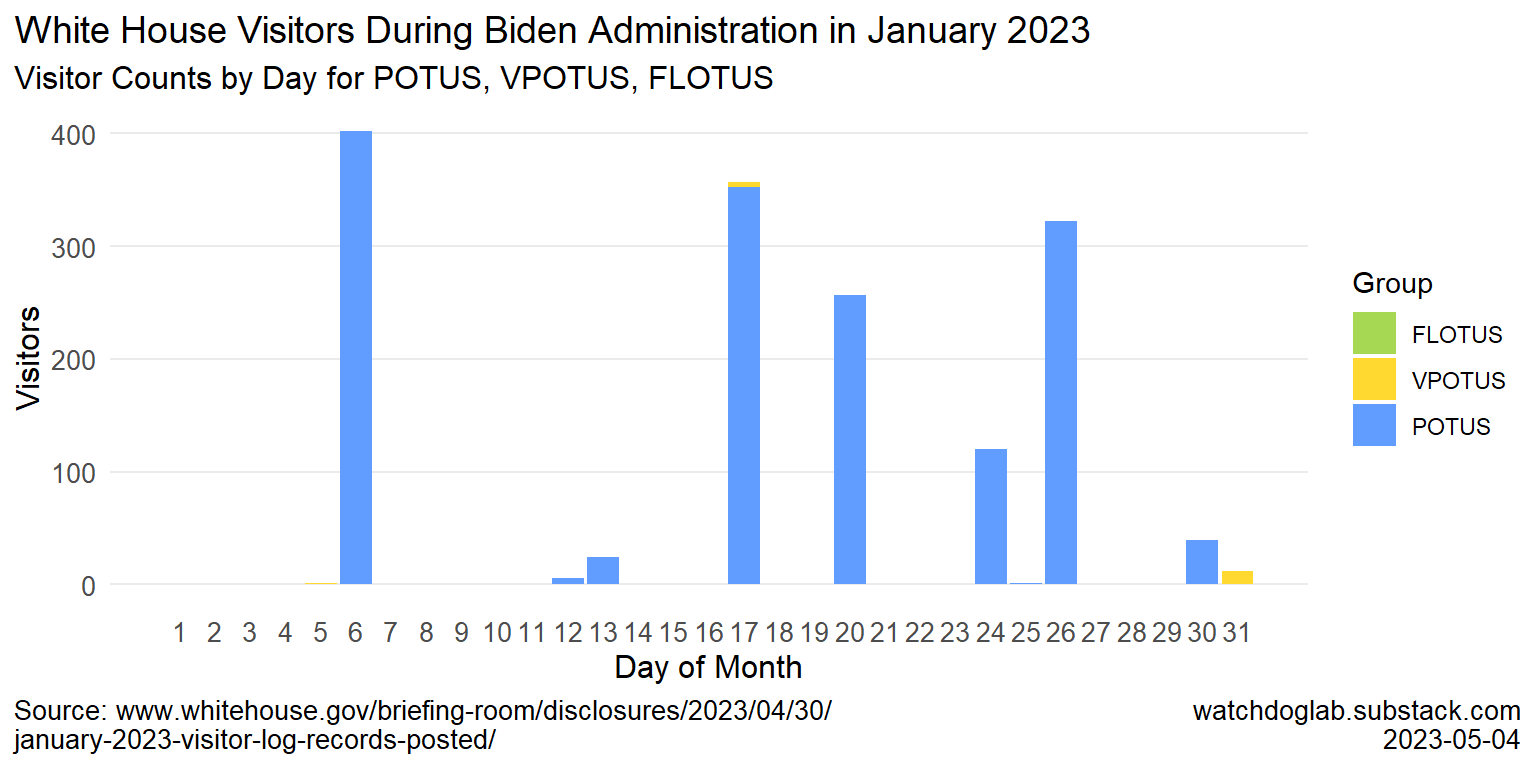 White House Visitors During Biden Administration in January 2023
Visitor Counts by Day for POTUS, VPOTUS, FLOTUS
400
300
200
100
0
Visitors
1 2 3 4 5 6 7 8 9 10 11 12 13 14 15 16 17 18 19 20 21 22 23 24 25 26 27 28 29 30 31
Day of Month
Group
FLOTUS
VPOTUS
POTUS
Source: www.whitehouse.gov/briefing-room/disclosures/2023/04/30/
january-2023-visitor-log-records-posted/
watchdoglab.substack.com
2023-05-04